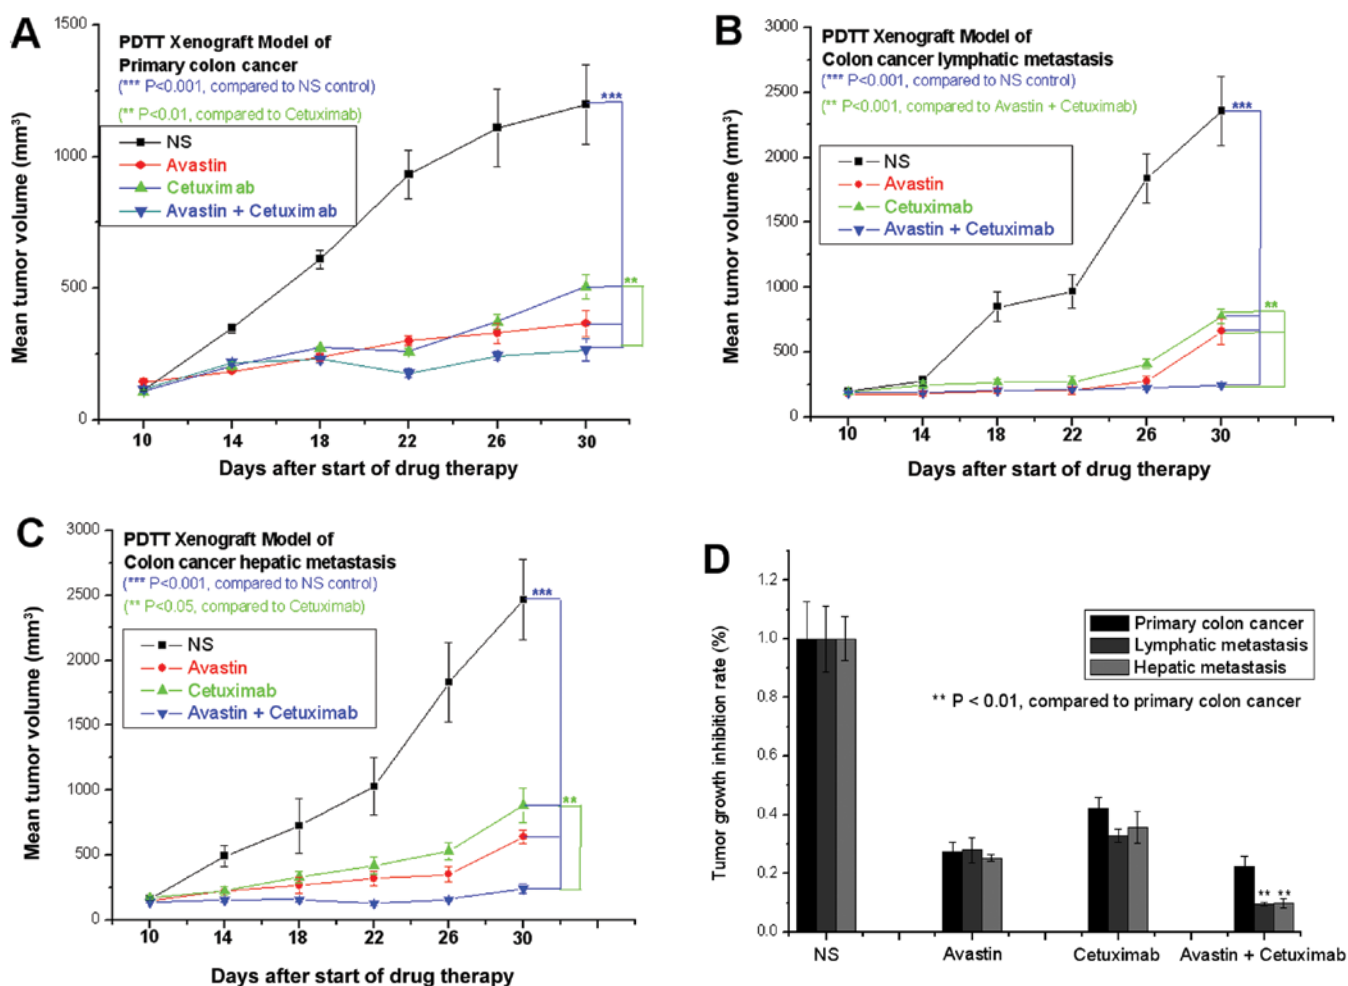 A
PDTT Xenograft Model of
Primary colon cancer
(*** P<0.001, compared to NS control)
(** P<0.01, compared to Cetuximab)
NS
Avastin
Cetuximab
Avastin + Cetuximab
***
**
Mean tumor volume (mm³)
1500
1000
500
0
10 14 18 22 26 30
Days after start of drug therapy
B
PDTT Xenograft Model of
Colon cancer lymphatic metastasis
(*** P<0.001, compared to NS control)
(** P<0.001, compared to Avastin + Cetuximab)
NS
Avastin
Cetuximab
Avastin + Cetuximab
***
**
Mean tumor volume (mm³)
3000
2500
2000
1500
1000
500
0
10 14 18 22 26 30
Days after start of drug therapy
C
PDTT Xenograft Model of
Colon cancer hepatic metastasis
(*** P<0.001, compared to NS control)
(** P<0.05, compared to Cetuximab)
NS
Avastin
Cetuximab
Avastin + Cetuximab
***
**
Mean tumor volume (mm³)
3000
2500
2000
1500
1000
500
0
10 14 18 22 26 30
Days after start of drug therapy
D
Primary colon cancer
Lymphatic metastasis
Hepatic metastasis
** P < 0.01, compared to primary colon cancer
** **
Tumor growth inhibition rate (%)
1.2
1.0
0.8
0.6
0.4
0.2
0.0
NS Avastin Cetuximab Avastin + Cetuximab